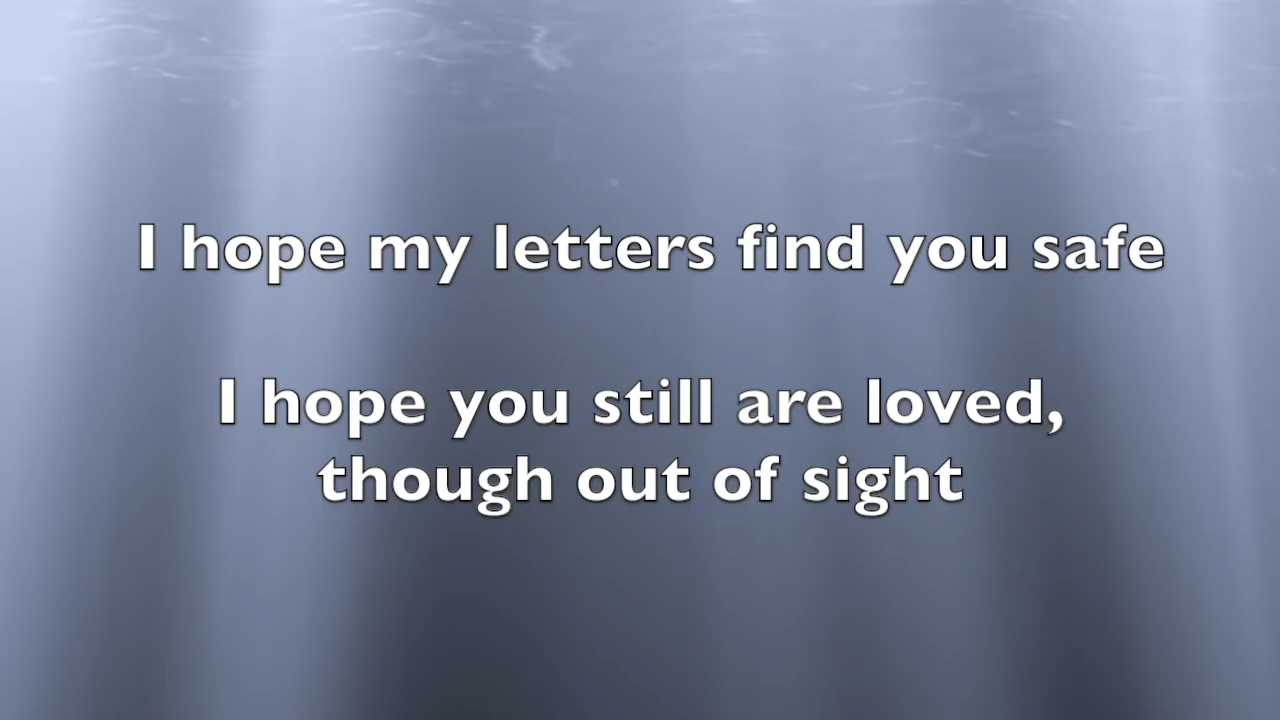 I hope my letters find you safe
I hope you still are loved,
though out of sight